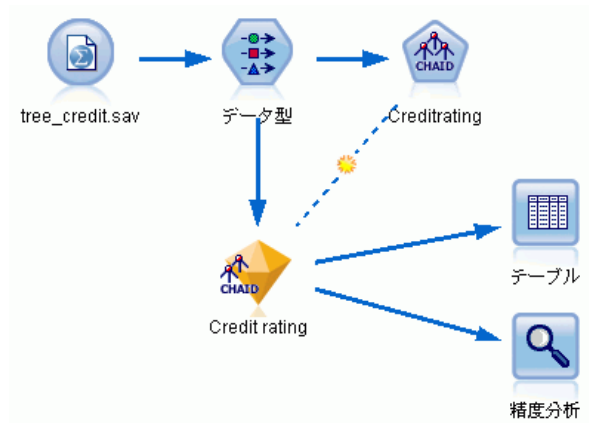 tree_credit.sav
データ型
CHAID
Creditrating
CHAID
Credit rating
テーブル
精度分析